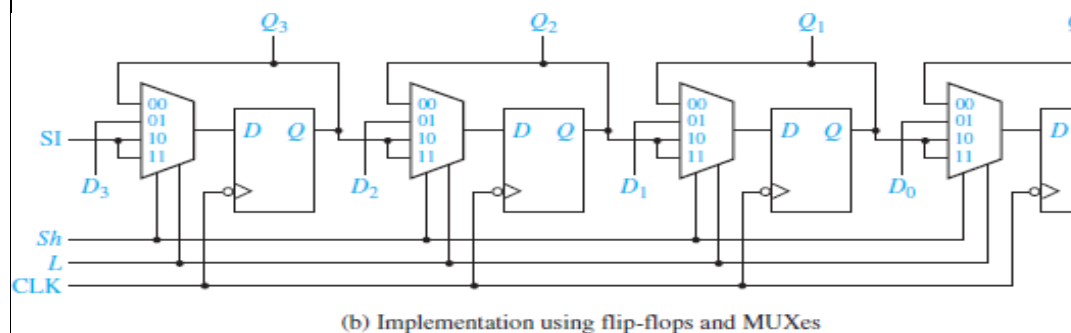 Q3 Q2 Q1
00 00 00 00
01 D Q 01 D Q 01 D Q 01 D
SI 10 10 10 10
11 11 11 11
D3 D2 D1 D0
Sh
L
CLK
(b) Implementation using flip-flops and MUXes